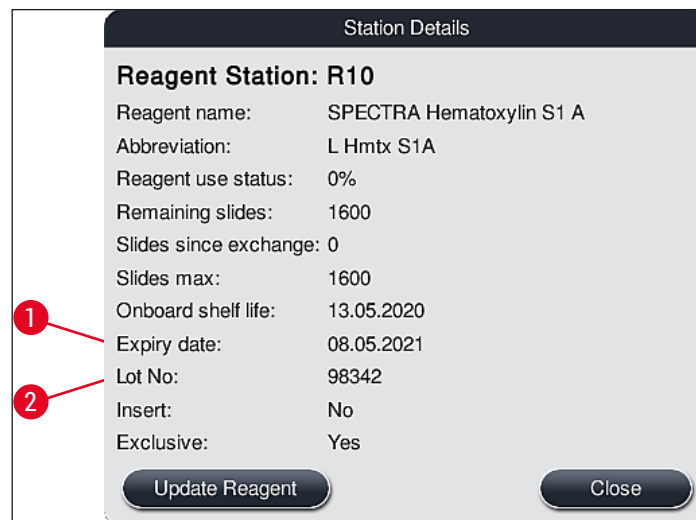 Station Details
Reagent Station: R10
Reagent name: SPECTRA Hematoxylin S1 A
Abbreviation: L Hmtx S1A
Reagent use status: 0%
Remaining slides: 1600
Slides since exchange: 0
Slides max: 1600
Onboard shelf life: 13.05.2020
1
Expiry date: 08.05.2021
Lot No: 98342
2
Insert: No
Exclusive: Yes
Update Reagent Close